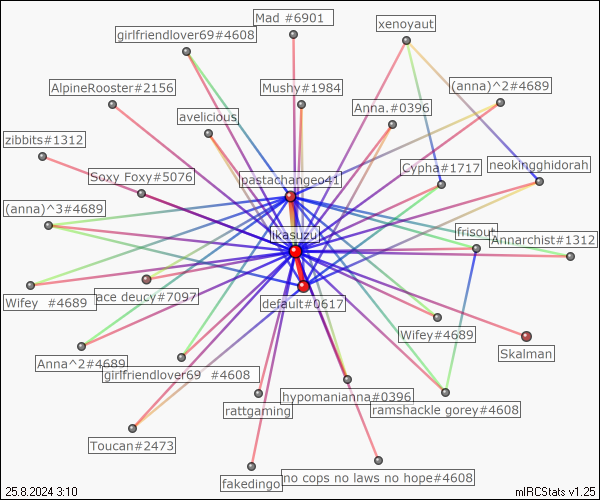 Mad #6901
xenoyaut
girlfriendlover69#4608
AlpineRooster#2156
Mushy#1984
(anna)^2#4689
Anna.#0396
avelicious
zibbits#1312
Cypha#1717
neokingghidorah
Soxy Foxy#5076
pastachangeo41
(anna)^3#4689
frisout
likasuzu
Annarchist#1312
Wifey  #4689
ace deucy#7097
default#0617
Wifey#4689
Skalman
Anna^2#4689
girlfriendlover69  #4608
hypomanianna#0396
rattgaming
ramshackle gorey#4608
Toucan#2473
fakedingo
no cops no laws no hope#4608
25.8.2024 3:10
mIRCStats v1.25